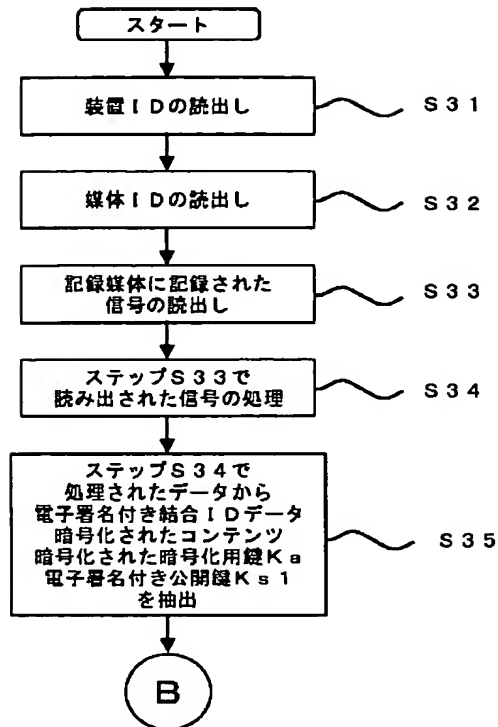 スタート
装置IDの読出し
S31
媒体IDの読出し
S32
記録媒体に記録された
信号の読出し
S33
ステップS33で
読み出された信号の処理
S34
ステップS34で
処理されたデータから
電子署名付き結合IDデータ
暗号化されたコンテンツ
暗号化された暗号化用鍵Ka
電子署名付き公開鍵Ks1
を抽出
S35
B